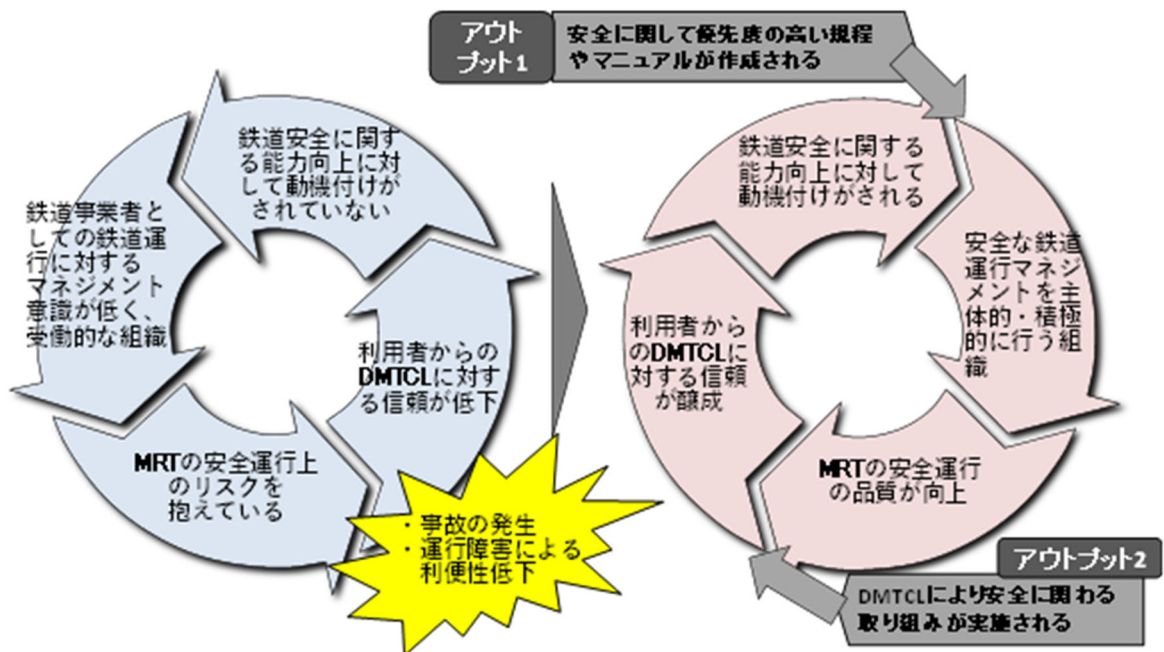 アウト
プット1
安全に関して優先度の高い規程
やマニュアルが作成される
鉄道安全に関す
る能力向上に対
して動機付けが
されていない
鉄道事業者と
しての鉄道運
行に対する
マネジメント
意識が低く、
受働的な組織
MRTの安全運行上
のリスクを
抱えている
利用者からの
DMTCLに対す
る信頼が低下
・事故の発生
・運行障害による
利便性低下
鉄道安全に関する
能力向上に対して
動機付けがされる
安全な鉄道
運行マネジ
メントを主
体的・積極
的に行う組
織
MRTの安全運行
の品質が向上
利用者から
のDMTCLに
対する信頼
が醸成
アウトプット2
DMTCLにより安全に関わる
取り組みが実施される